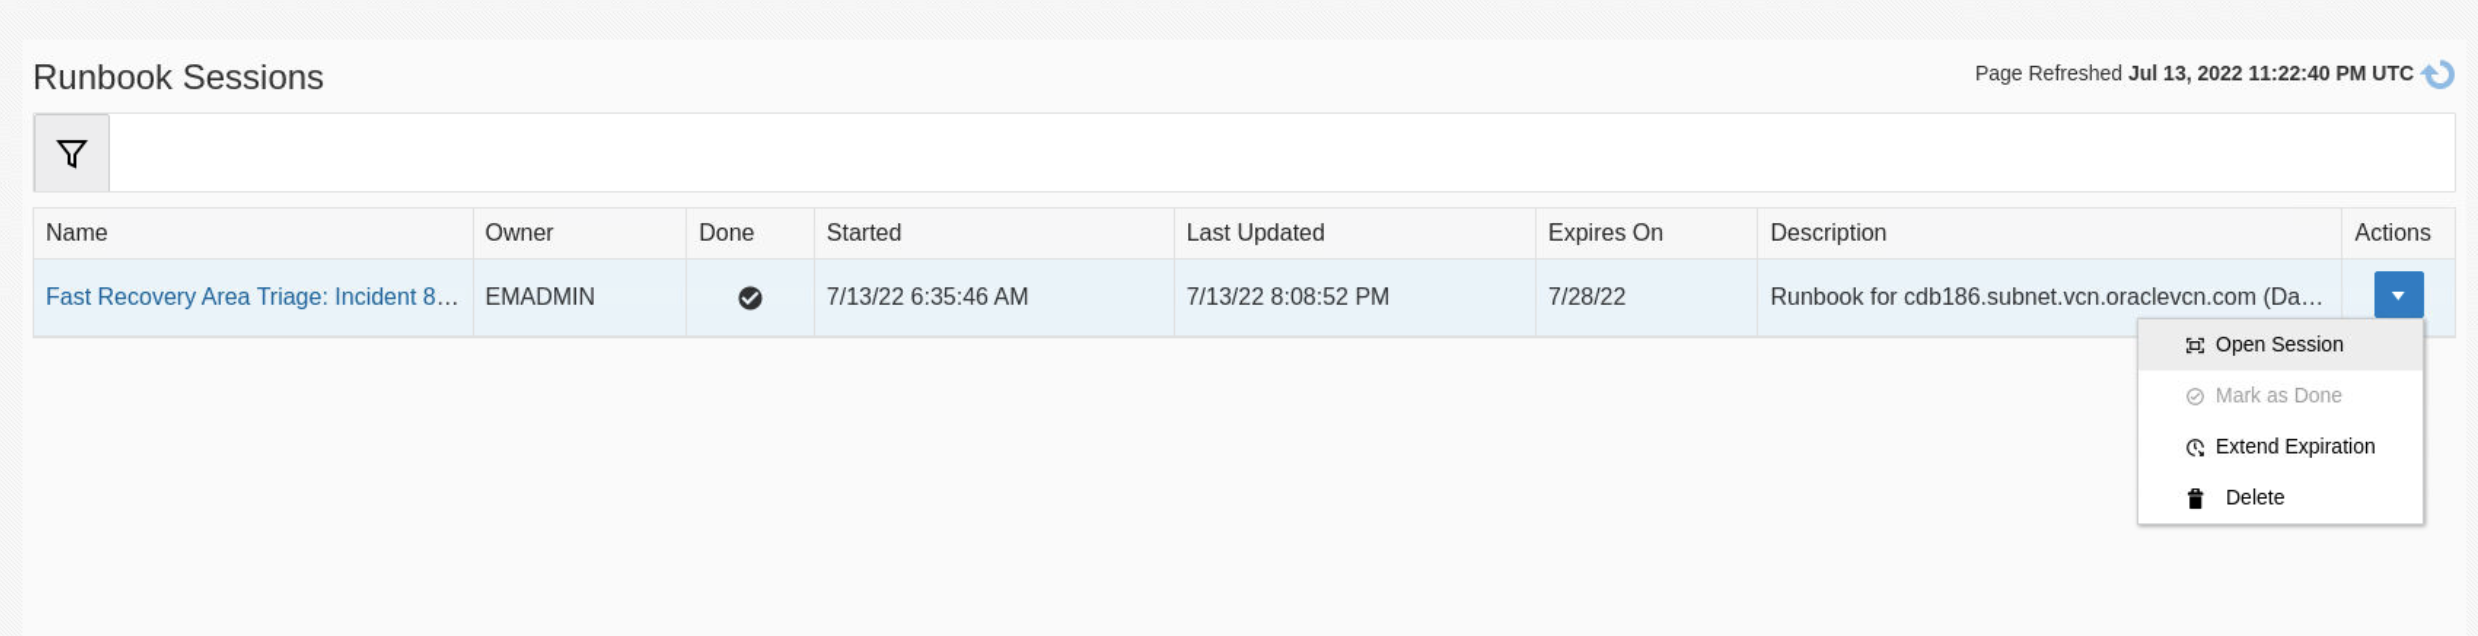 Runbook Sessions
Page Refreshed Jul 13, 2022 11:22:40 PM UTC
Name Owner Done Started Last Updated Expires On Description Actions
Fast Recovery Area Triage: Incident 8... EMADMIN 7/13/22 6:35:46 AM 7/13/22 8:08:52 PM 7/28/22 Runbook for cdb186.subnet.vcn.oraclevcn.com (Da...
Open Session
Mark as Done
Extend Expiration
Delete